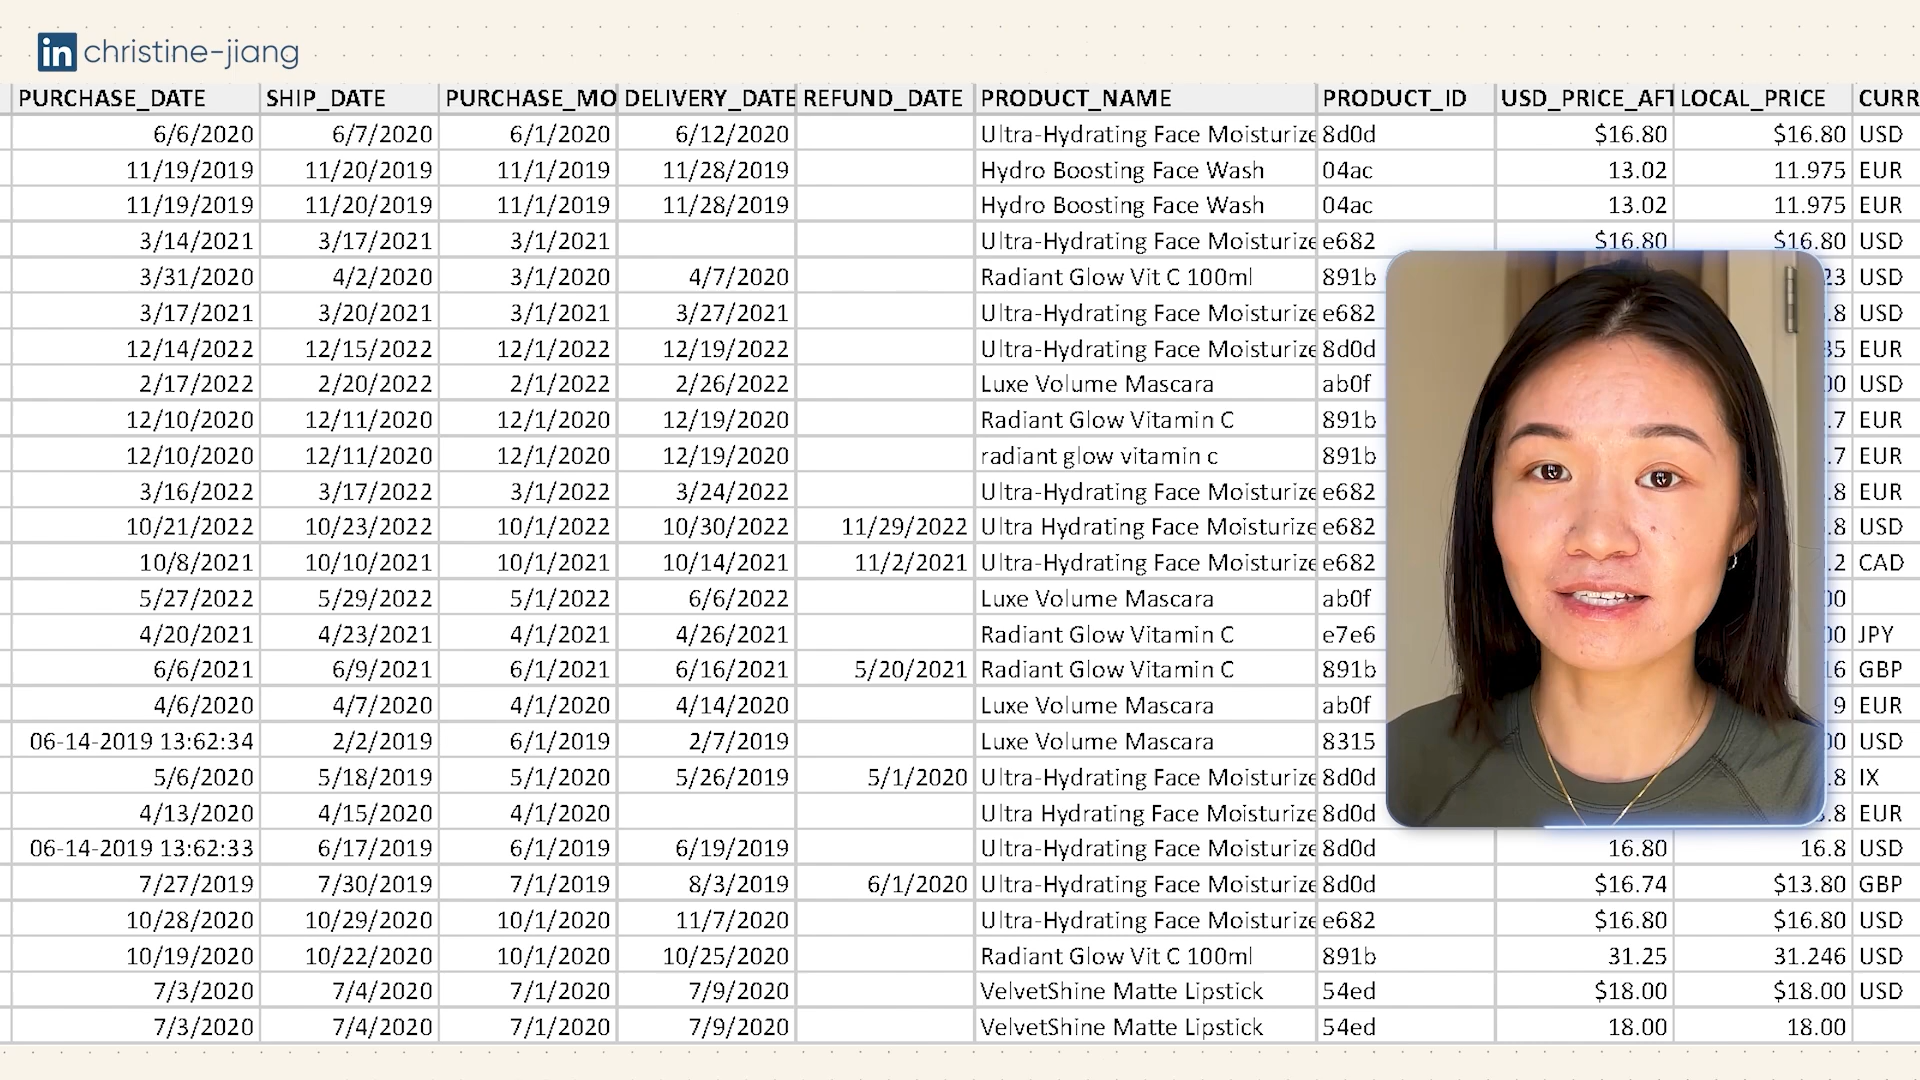 in christine-jiang
PURCHASE_DATE SHIP_DATE PURCHASE_MO DELIVERY_DATE REFUND_DATE PRODUCT_NAME PRODUCT_ID USD_PRICE_AFT LOCAL_PRICE CURR
6/6/2020 6/7/2020 6/1/2020 6/12/2020 Ultra-Hydrating Face Moisturize 8d0d $16.80 $16.80 USD
11/19/2019 11/20/2019 11/1/2019 11/28/2019 Hydro Boosting Face Wash 04ac 13.02 11.975 EUR
11/19/2019 11/20/2019 11/1/2019 11/28/2019 Hydro Boosting Face Wash 04ac 13.02 11.975 EUR
3/14/2021 3/17/2021 3/1/2021 Ultra-Hydrating Face Moisturize e682 $16.80 $16.80 USD
3/31/2020 4/2/2020 3/1/2020 4/7/2020 Radiant Glow Vit C 100ml 891b 23 USD
3/17/2021 3/20/2021 3/1/2021 3/27/2021 Ultra-Hydrating Face Moisturize e682 .8 USD
12/14/2022 12/15/2022 12/1/2022 12/19/2022 Ultra-Hydrating Face Moisturize 8d0d 35 EUR
2/17/2022 2/20/2022 2/1/2022 2/26/2022 Luxe Volume Mascara ab0f 00 USD
12/10/2020 12/11/2020 12/1/2020 12/19/2020 Radiant Glow Vitamin C 891b .7 EUR
12/10/2020 12/11/2020 12/1/2020 12/19/2020 radiant glow vitamin c 891b .7 EUR
3/16/2022 3/17/2022 3/1/2022 3/24/2022 Ultra-Hydrating Face Moisturize e682 .8 EUR
10/21/2022 10/23/2022 10/1/2022 10/30/2022 11/29/2022 Ultra Hydrating Face Moisturize e682 .8 USD
10/8/2021 10/10/2021 10/1/2021 10/14/2021 11/2/2021 Ultra-Hydrating Face Moisturize e682 .2 CAD
5/27/2022 5/29/2022 5/1/2022 6/6/2022 Luxe Volume Mascara ab0f 00
4/20/2021 4/23/2021 4/1/2021 4/26/2021 Radiant Glow Vitamin C e7e6 00 JPY
6/6/2021 6/9/2021 6/1/2021 6/16/2021 5/20/2021 Radiant Glow Vitamin C 891b 16 GBP
4/6/2020 4/7/2020 4/1/2020 4/14/2020 Luxe Volume Mascara ab0f 9 EUR
06-14-2019 13:62:34 2/2/2019 6/1/2019 2/7/2019 Luxe Volume Mascara 8315 00 USD
5/6/2020 5/18/2019 5/1/2020 5/26/2019 5/1/2020 Ultra-Hydrating Face Moisturize 8d0d .8 IX
4/13/2020 4/15/2020 4/1/2020 Ultra Hydrating Face Moisturize 8d0d .8 EUR
06-14-2019 13:62:33 6/17/2019 6/1/2019 6/19/2019 Ultra-Hydrating Face Moisturize 8d0d 16.80 16.8 USD
7/27/2019 7/30/2019 7/1/2019 8/3/2019 6/1/2020 Ultra-Hydrating Face Moisturize 8d0d $16.74 $13.80 GBP
10/28/2020 10/29/2020 10/1/2020 11/7/2020 Ultra-Hydrating Face Moisturize e682 $16.80 $16.80 USD
10/19/2020 10/22/2020 10/1/2020 10/25/2020 Radiant Glow Vit C 100ml 891b 31.25 31.246 USD
7/3/2020 7/4/2020 7/1/2020 7/9/2020 VelvetShine Matte Lipstick 54ed $18.00 $18.00 USD
7/3/2020 7/4/2020 7/1/2020 7/9/2020 VelvetShine Matte Lipstick 54ed 18.00 18.00